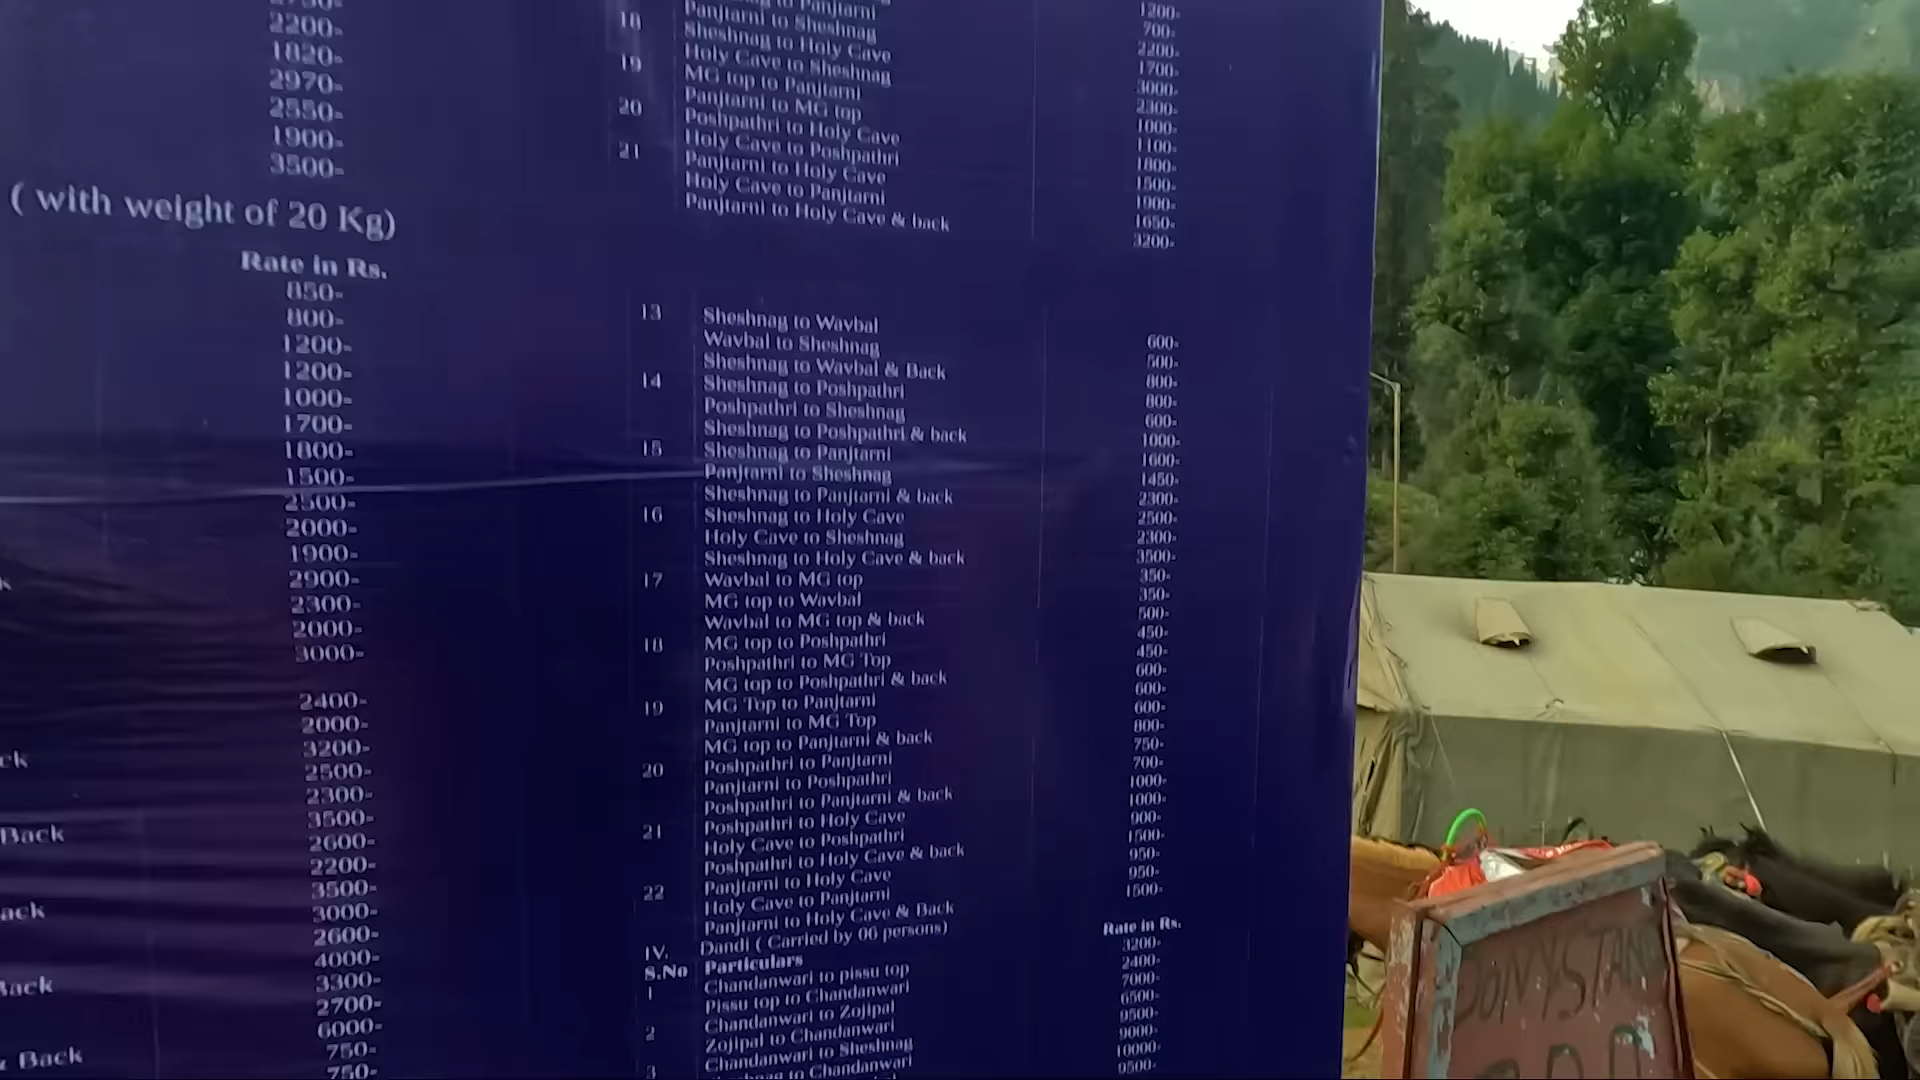 2200-
1820-
2970-
2550-
1900-
3500-
( with weight of 20 Kg)
Rate in Rs.
850-
800-
1200-
1200-
1000-
1700-
1800-
1500-
2500-
2000-
1900-
2900-
2300-
2000-
3000-
2400-
2000-
3200-
2500-
2300-
3500-
2600-
Back
2200-
3500-
3000-
2600-
4000-
3300-
2700-
6000-
750-
Back
750-
to Panjtarni
1200-
18 Panjtarni to Sheshnag
700-
Sheshnag to Holy Cave
2200-
19 Holy Cave to Sheshnag
1700-
MG top to Panjtarni
3000-
20 Panjtarni to MG top
2300-
Poshpathri to Holy Cave
1000-
21 Holy Cave to Poshpathri
1100-
Panjtarni to Holy Cave
1800-
Holy Cave to Panjtarni
1500-
Panjtarni to Holy Cave & back
1900-
1650-
3200-
13 Sheshnag to Wavbal
Wavbal to Sheshnag 600-
Sheshnag to Wavbal & Back 500-
14 Sheshnag to Poshpathri 800-
Poshpathri to Sheshnag 800-
Sheshnag to Poshpathri & back 600-
15 Sheshnag to Panjtarni 1000-
Panjtarni to Sheshnag 1600-
Sheshnag to Panjtarni & back 1450-
16 Sheshnag to Holy Cave 2300-
Holy Cave to Sheshnag 2500-
Sheshnag to Holy Cave & back 2300-
17 Wavbal to MG top 3500-
MG top to Wavbal 350-
Wavbal to MG top & back 350-
18 MG top to Poshpathri 500-
Poshpathri to MG Top 450-
MG top to Poshpathri & back 450-
19 MG Top to Panjtarni 600-
Panjtarni to MG Top 600-
MG top to Panjtarni & back 600-
20 Poshpathri to Panjtarni 800-
Panjtarni to Poshpathri 750-
Poshpathri to Panjtarni & back 700-
21 Poshpathri to Holy Cave 1000-
Holy Cave to Poshpathri 1000-
Poshpathri to Holy Cave & back 900-
22 Panjtarni to Holy Cave 1500-
Holy Cave to Panjtarni 950-
Panjtarni to Holy Cave & Back 950-
1500-
IV. Dandi ( Carried by 06 persons)
S.No Particulars Rate in Rs.
1 Chandanwari to pissu top 3200-
Pissu top to Chandanwari 2400-
2 Chandanwari to Zojipal 7000-
Zojipal to Chandanwari 6500-
3 Chandanwari to Sheshnag 9500-
to Chandanwari 9000-
10000-
9500-
PONYSTAND